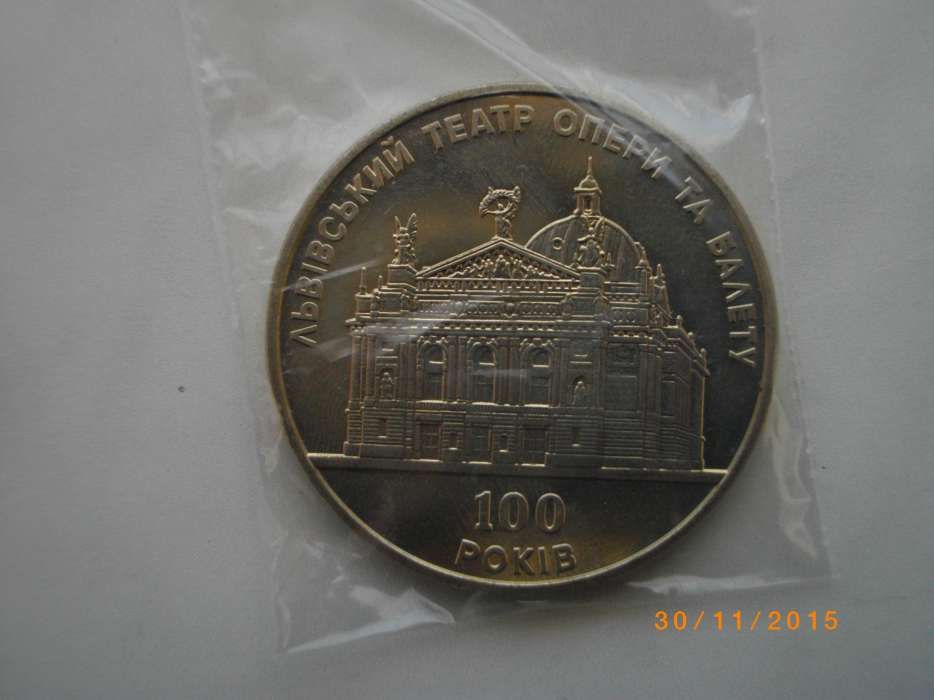 ЛЬВІВСЬКИЙ ТЕАТР ОПЕРИ ТА БАЛЕТУ
100
РОКІВ
30/11/2015